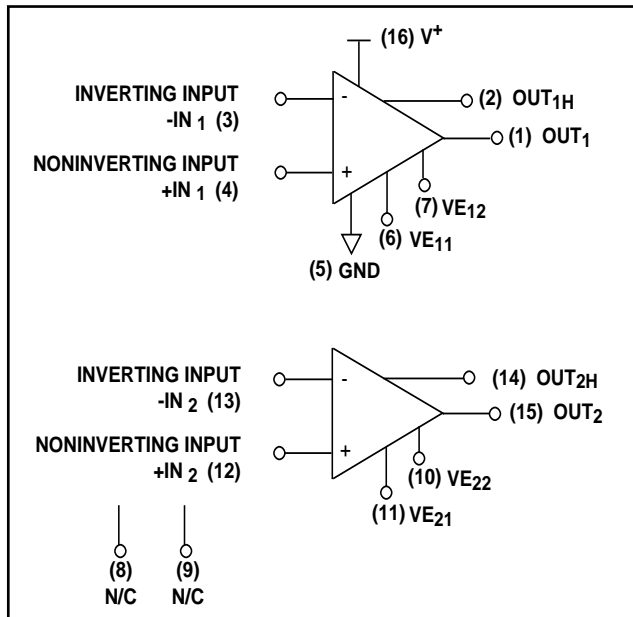 (16) V+
INVERTING INPUT
-IN 1 (3)
-
(2) OUT1H
(1) OUT1
NONINVERTING INPUT
+IN 1 (4)
+
(7) VE12
(6) VE11
(5) GND
INVERTING INPUT
-IN 2 (13)
-
(14) OUT2H
(15) OUT2
NONINVERTING INPUT
+IN 2 (12)
+
(10) VE22
(11) VE21
(8) (9)
N/C N/C